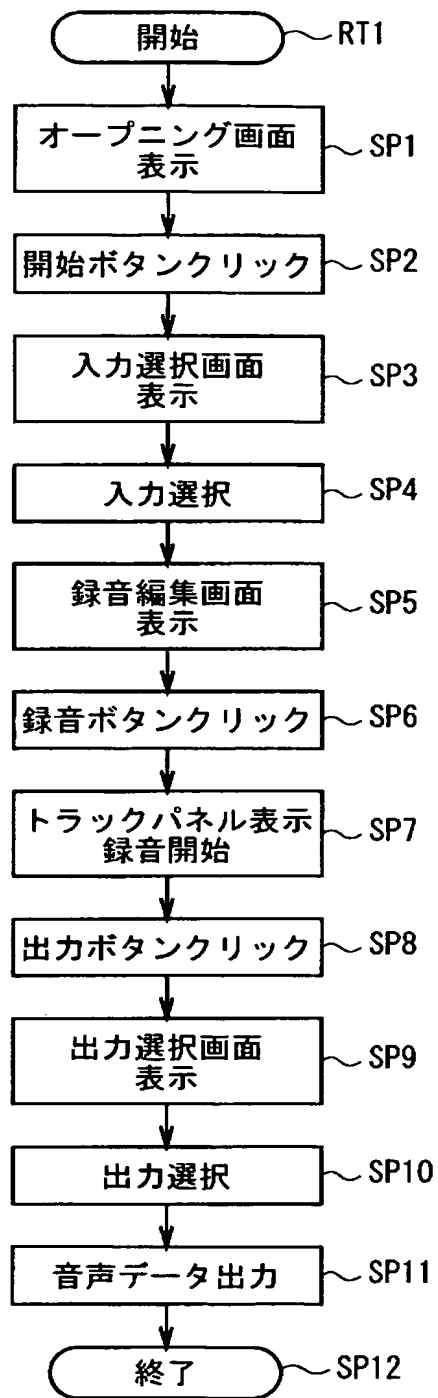 開始
RT1
オープニング画面
表示
SP1
開始ボタンクリック
SP2
入力選択画面
表示
SP3
入力選択
SP4
録音編集画面
表示
SP5
録音ボタンクリック
SP6
トラックパネル表示
録音開始
SP7
出力ボタンクリック
SP8
出力選択画面
表示
SP9
出力選択
SP10
音声データ出力
SP11
終了
SP12